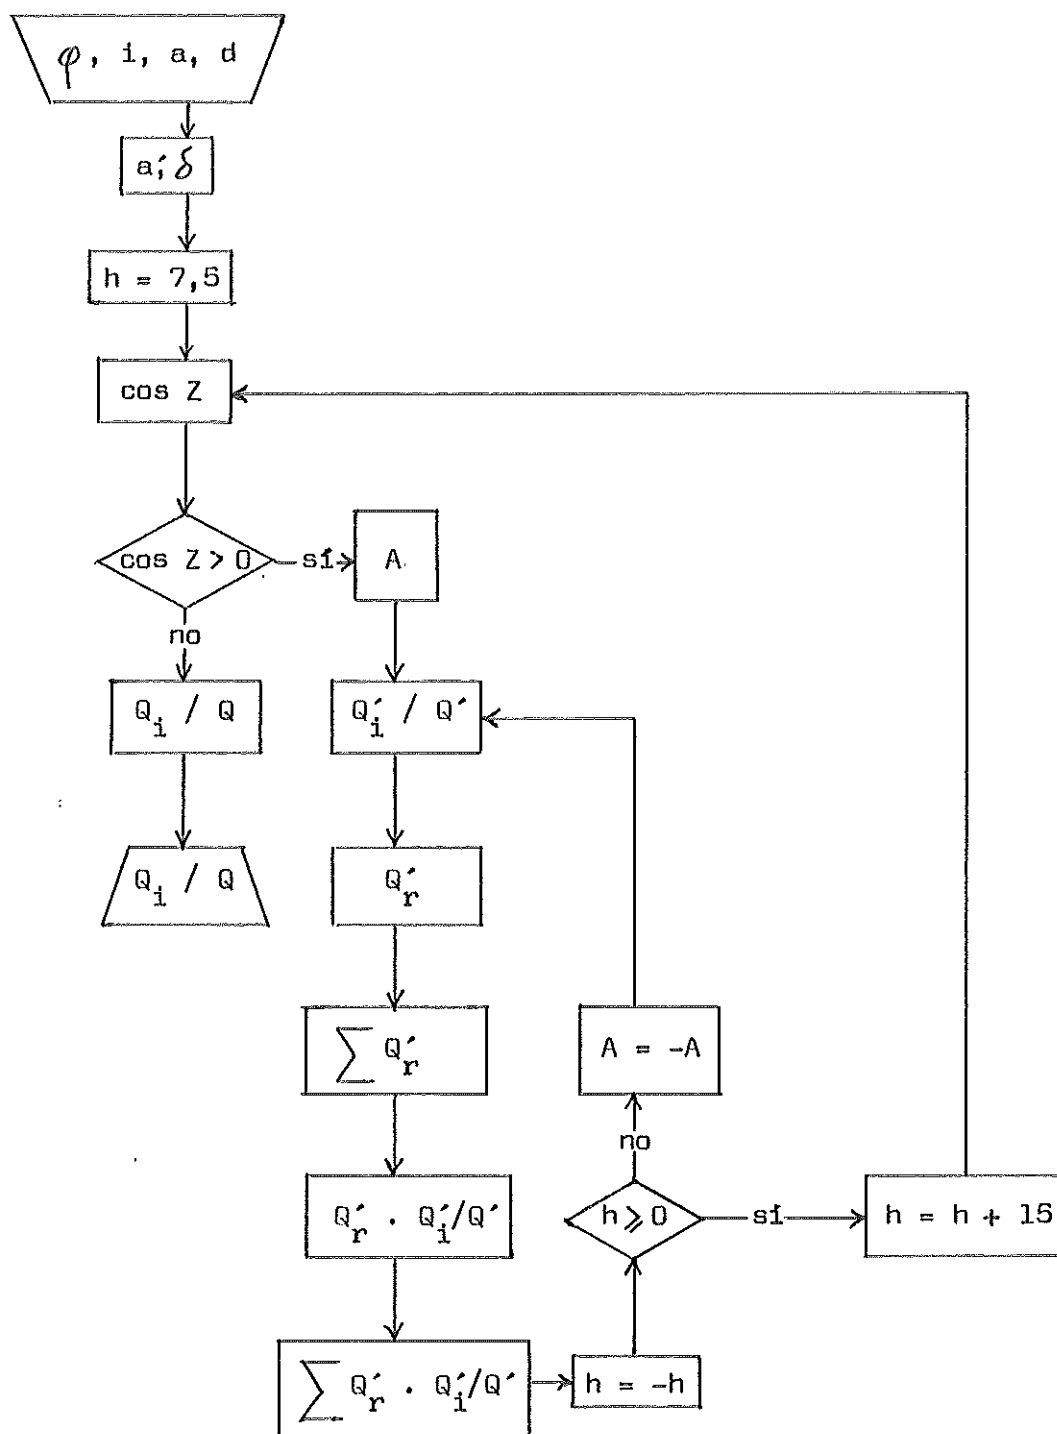 φ, i, a, d
a', δ
h = 7,5
cos Z
cos Z > 0
sí
A
no
Q_i / Q
Q'_i / Q'
Q_i / Q
Q'_r
∑ Q'_r
A = -A
no
Q'_r . Q'_i/Q'
h ⩾ 0
sí
h = h + 15
∑ Q'_r . Q'_i/Q'
h = -h